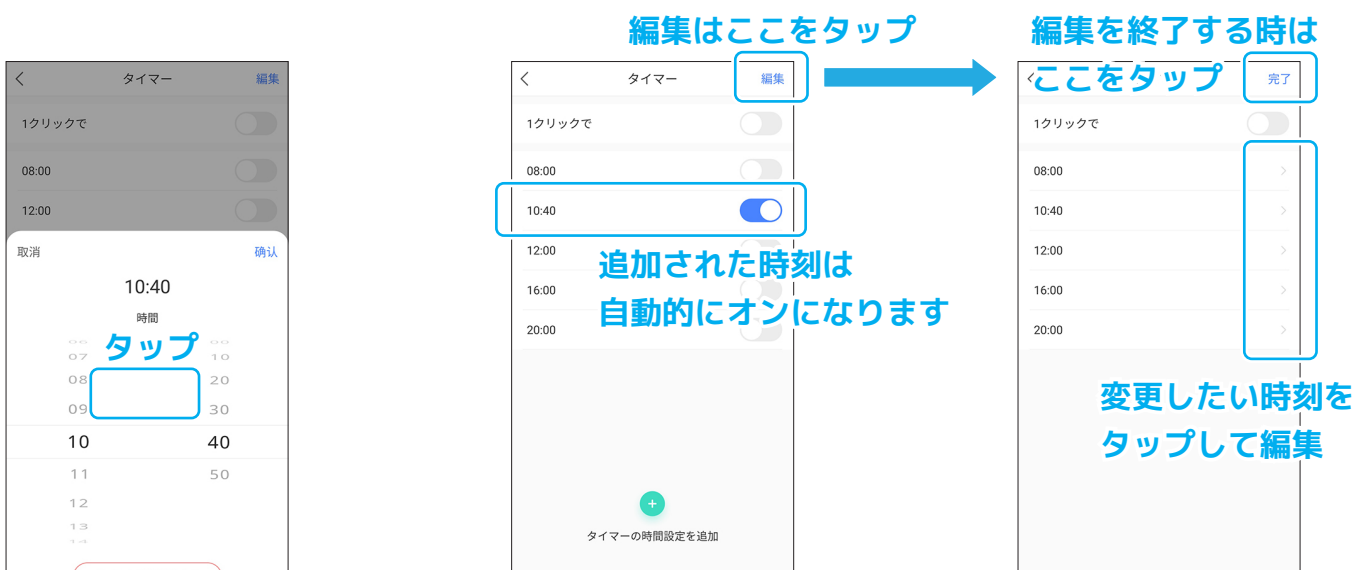 編集はここをタップ
編集を終了する時は
ここをタップ
タイマー
編集
1クリックで
08:00
12:00
取消
确认
10:40
時間
タップ
06 00
07 10
08 20
09 30
10 40
11 50
12
13
14
タイマー
編集
1クリックで
08:00
10:40
12:00
16:00
20:00
追加された時刻は
自動的にオンになります
タイマーの時間設定を追加
完了
1クリックで
08:00
10:40
12:00
16:00
20:00
変更したい時刻を
タップして編集